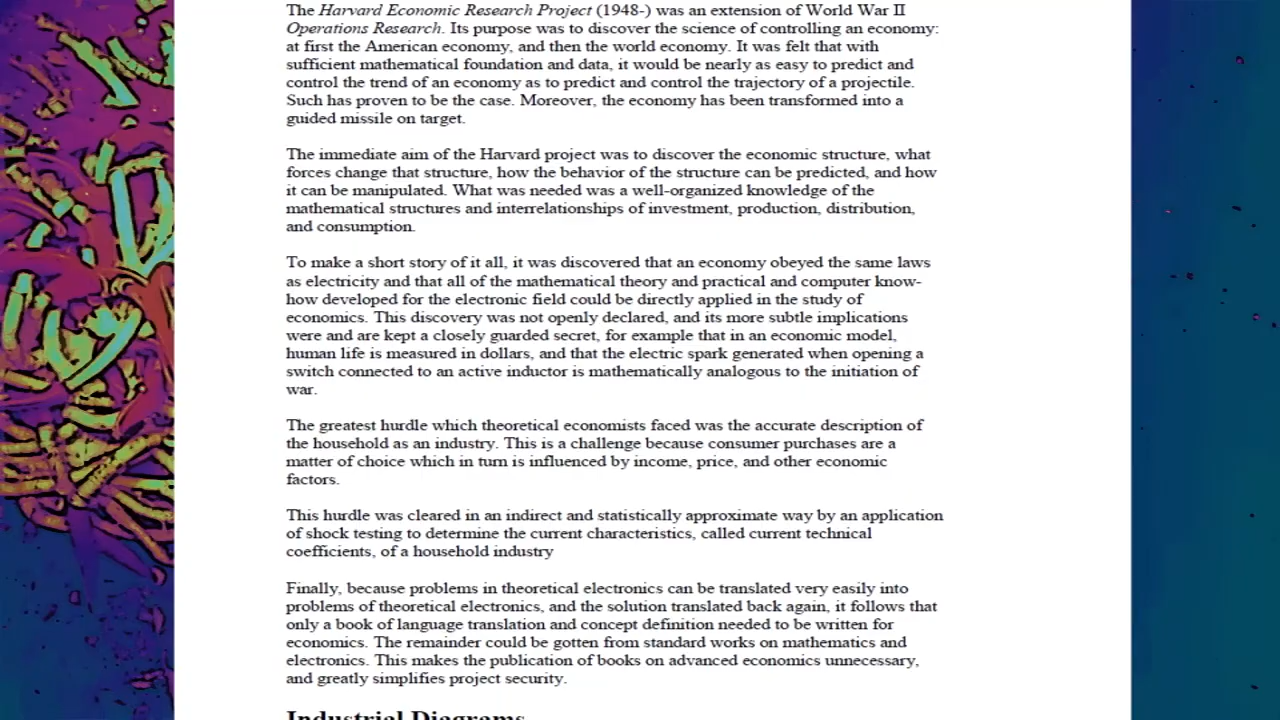 The Harvard Economic Research Project (1948-) was an extension of World War II
Operations Research. Its purpose was to discover the science of controlling an economy:
at first the American economy, and then the world economy. It was felt that with
sufficient mathematical foundation and data, it would be nearly as easy to predict and
control the trend of an economy as to predict and control the trajectory of a projectile.
Such has proven to be the case. Moreover, the economy has been transformed into a
guided missile on target.
The immediate aim of the Harvard project was to discover the economic structure, what
forces change that structure, how the behavior of the structure can be predicted, and how
it can be manipulated. What was needed was a well-organized knowledge of the
mathematical structures and interrelationships of investment, production, distribution,
and consumption.
To make a short story of it all, it was discovered that an economy obeyed the same laws
as electricity and that all of the mathematical theory and practical and computer know-
how developed for the electronic field could be directly applied in the study of
economics. This discovery was not openly declared, and its more subtle implications
were and are kept a closely guarded secret, for example that in an economic model,
human life is measured in dollars, and that the electric spark generated when opening a
switch connected to an active inductor is mathematically analogous to the initiation of
war.
The greatest hurdle which theoretical economists faced was the accurate description of
the household as an industry. This is a challenge because consumer purchases are a
matter of choice which in turn is influenced by income, price, and other economic
factors.
This hurdle was cleared in an indirect and statistically approximate way by an application
of shock testing to determine the current characteristics, called current technical
coefficients, of a household industry
Finally, because problems in theoretical electronics can be translated very easily into
problems of theoretical electronics, and the solution translated back again, it follows that
only a book of language translation and concept definition needed to be written for
economics. The remainder could be gotten from standard works on mathematics and
electronics. This makes the publication of books on advanced economics unnecessary,
and greatly simplifies project security.
Industrial Diagrams